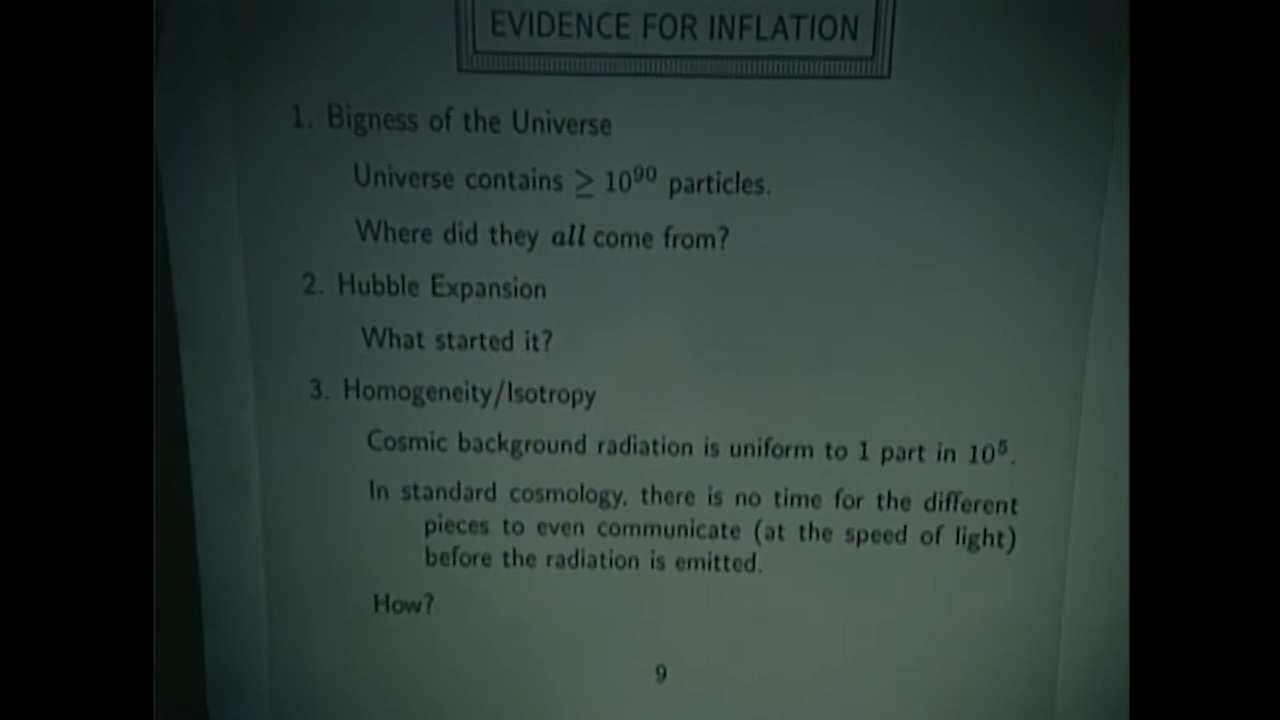 EVIDENCE FOR INFLATION
1. Bigness of the Universe
Universe contains ≥ 10⁹⁰ particles.
Where did they all come from?
2. Hubble Expansion
What started it?
3. Homogeneity/Isotropy
Cosmic background radiation is uniform to 1 part in 10⁵.
In standard cosmology, there is no time for the different
pieces to even communicate (at the speed of light)
before the radiation is emitted.
How?
9